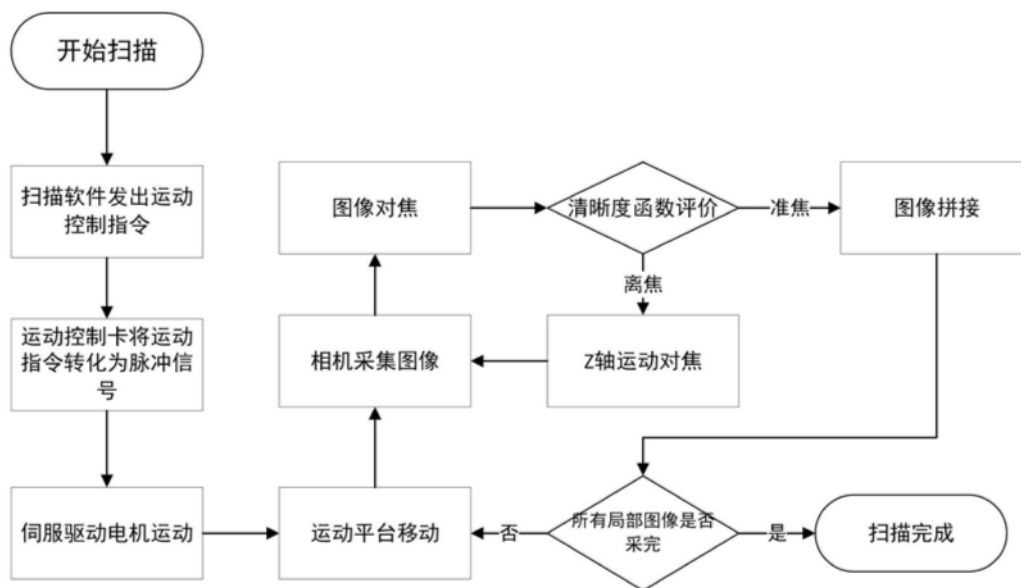 开始扫描
扫描软件发出运动
控制指令
运动控制卡将运动
指令转化为脉冲信
号
伺服驱动电机运动
运动平台移动
相机采集图像
图像对焦
清晰度函数评价
准焦
图像拼接
离焦
Z轴运动对焦
所有局部图像是否
采完
否
是
扫描完成